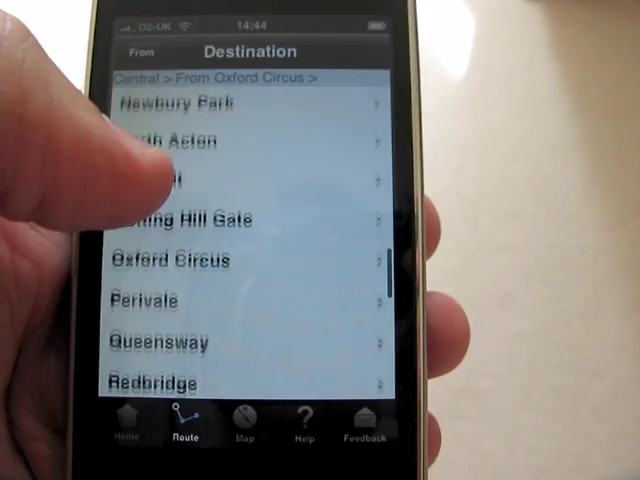 O2-UK 14:44
From Destination
Central > From Oxford Circus >
Newbury Park
Acton
Hill Gate
Oxford Circus
Perivale
Queensway
Redbridge
Home Route Map Help Feedback